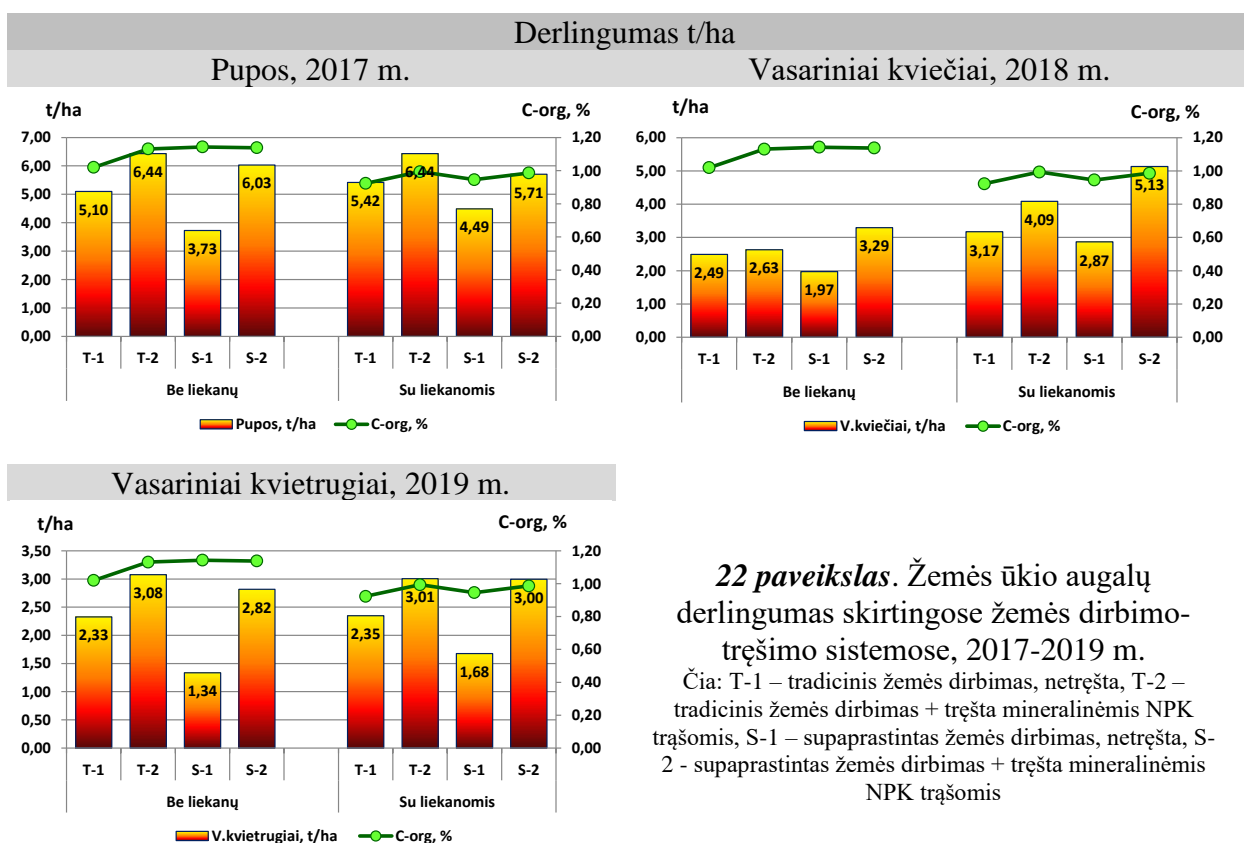 Derlingumas t/ha
Pupos, 2017 m.
t/ha
C-org, %
7,00
6,00
5,00
4,00
3,00
2,00
1,00
0,00
1,20
1,00
0,80
0,60
0,40
0,20
0,00
5,10
6,44
3,73
6,03
5,42
6,44
4,49
5,71
T-1 T-2 S-1 S-2 T-1 T-2 S-1 S-2
Be liekanų Su liekanomis
Pupos, t/ha C-org, %
Vasariniai kviečiai, 2018 m.
t/ha
C-org, %
6,00
5,00
4,00
3,00
2,00
1,00
0,00
1,20
1,00
0,80
0,60
0,40
0,20
0,00
2,49
2,63
1,97
3,29
3,17
4,09
2,87
5,13
T-1 T-2 S-1 S-2 T-1 T-2 S-1 S-2
Be liekanų Su liekanomis
V.kviečiai, t/ha C-org, %
Vasariniai kvietrugiai, 2019 m.
t/ha
C-org, %
3,50
3,00
2,50
2,00
1,50
1,00
0,50
0,00
1,20
1,00
0,80
0,60
0,40
0,20
0,00
2,33
3,08
1,34
2,82
2,35
3,01
1,68
3,00
T-1 T-2 S-1 S-2 T-1 T-2 S-1 S-2
Be liekanų Su liekanomis
V.kvietrugiai, t/ha C-org, %
22 paveikslas. Žemės ūkio augalų
derlingumas skirtingose žemės dirbimo-
tręšimo sistemose, 2017-2019 m.
Čia: T-1 – tradicinis žemės dirbimas, netręšta, T-2 –
tradicinis žemės dirbimas + tręšta mineralinėmis NPK
trąšomis, S-1 – supaprastintas žemės dirbimas, netręšta, S-
2 - supaprastintas žemės dirbimas + tręšta mineralinėmis
NPK trąšomis